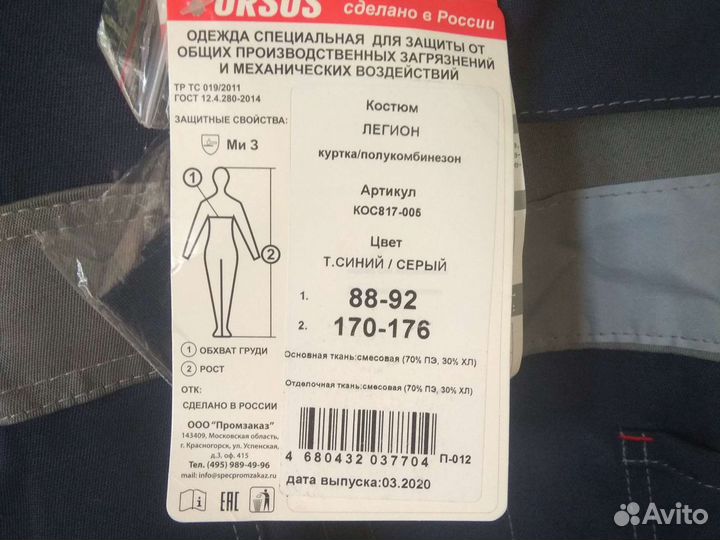 URSUS
сделано в России
ОДЕЖДА СПЕЦИАЛЬНАЯ ДЛЯ ЗАЩИТЫ ОТ
ОБЩИХ ПРОИЗВОДСТВЕННЫХ ЗАГРЯЗНЕНИЙ
И МЕХАНИЧЕСКИХ ВОЗДЕЙСТВИЙ
ТР ТС 019/2011
ГОСТ 12.4.280-2014
ЗАЩИТНЫЕ СВОЙСТВА:
Ми 3
1
2
1 ОБХВАТ ГРУДИ
2 РОСТ
ОТК:
СДЕЛАНО В РОССИИ
ООО "Промзаказ"
143409, Московская область,
г. Красногорск, ул. Успенская,
д.3, оф. 415
Тел. (495) 989-49-96
mail: info@specpromzakaz.ru
EAC
Костюм
ЛЕГИОН
куртка/полукомбинезон
Артикул
КОС817-005
Цвет
Т.СИНИЙ / СЕРЫЙ
1. 88-92
2. 170-176
Основная ткань:смесовая (70% ПЭ, 30% ХЛ)
Отделочная ткань:смесовая (70% ПЭ, 30% ХЛ)
4 680432 037704
П-012
дата выпуска:03.2020
Avito